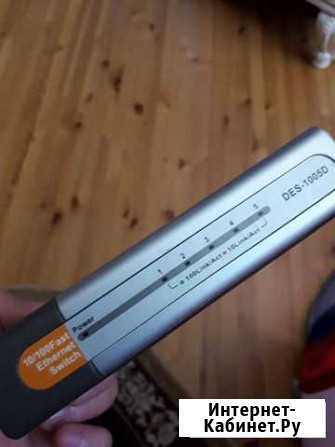 DES-1005D
1 2 3 4 5
100Link/Act 10Link/Act
Power
10/100Fast
Ethernet
Switch
Интернет-
Кабинет.Ру